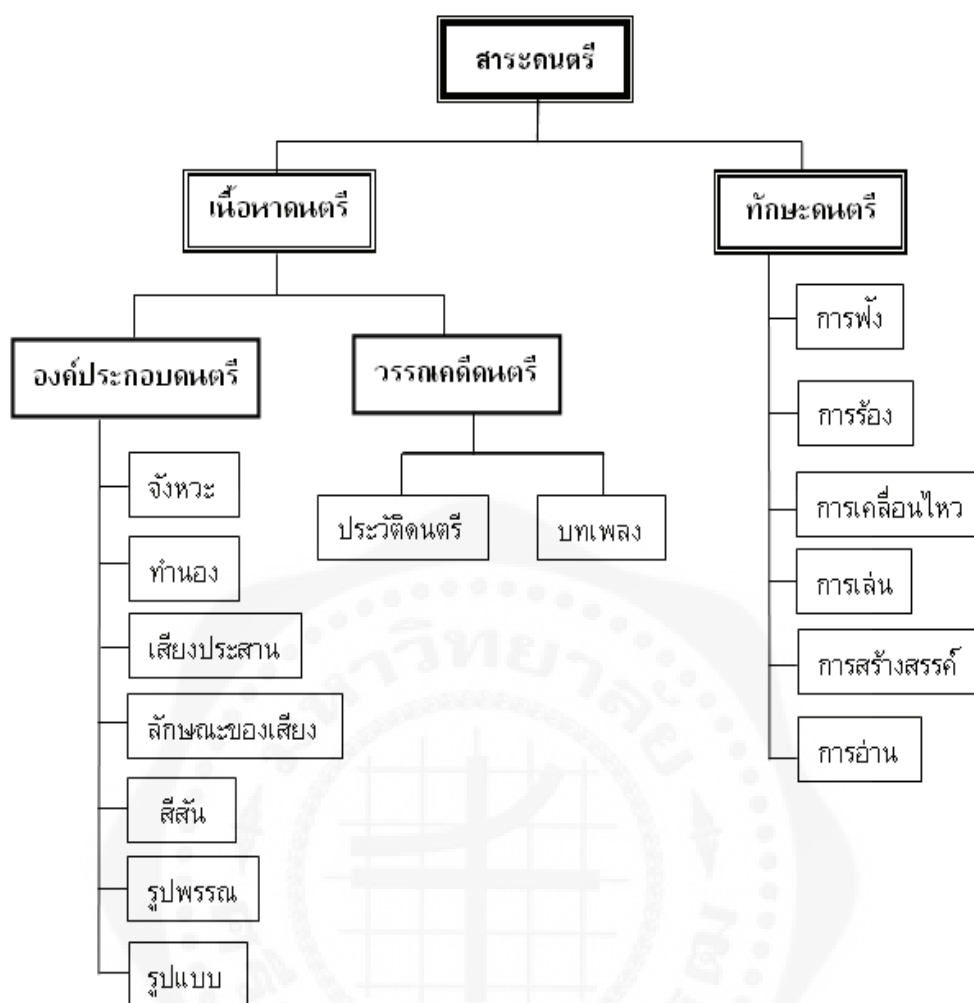 สาระดนตรี
เนื้อหาดนตรี
ทักษะดนตรี
องค์ประกอบดนตรี
วรรณคดีดนตรี
จังหวะ
ทำนอง
เสียงประสาน
ลักษณะของเสียง
สีสัน
รูปพรรณ
รูปแบบ
ประวัติดนตรี
บทเพลง
การฟัง
การร้อง
การเคลื่อนไหว
การเล่น
การสร้างสรรค์
การอ่าน